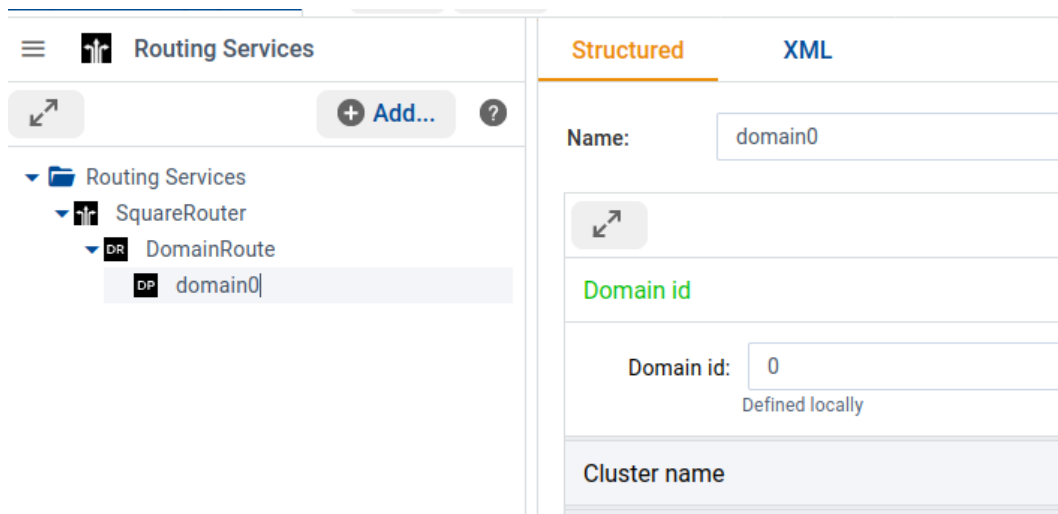 Routing Services
Add...
?
Routing Services
SquareRouter
DR DomainRoute
DP domain0
Structured XML
Name: domain0
Domain id
Domain id: 0
Defined locally
Cluster name